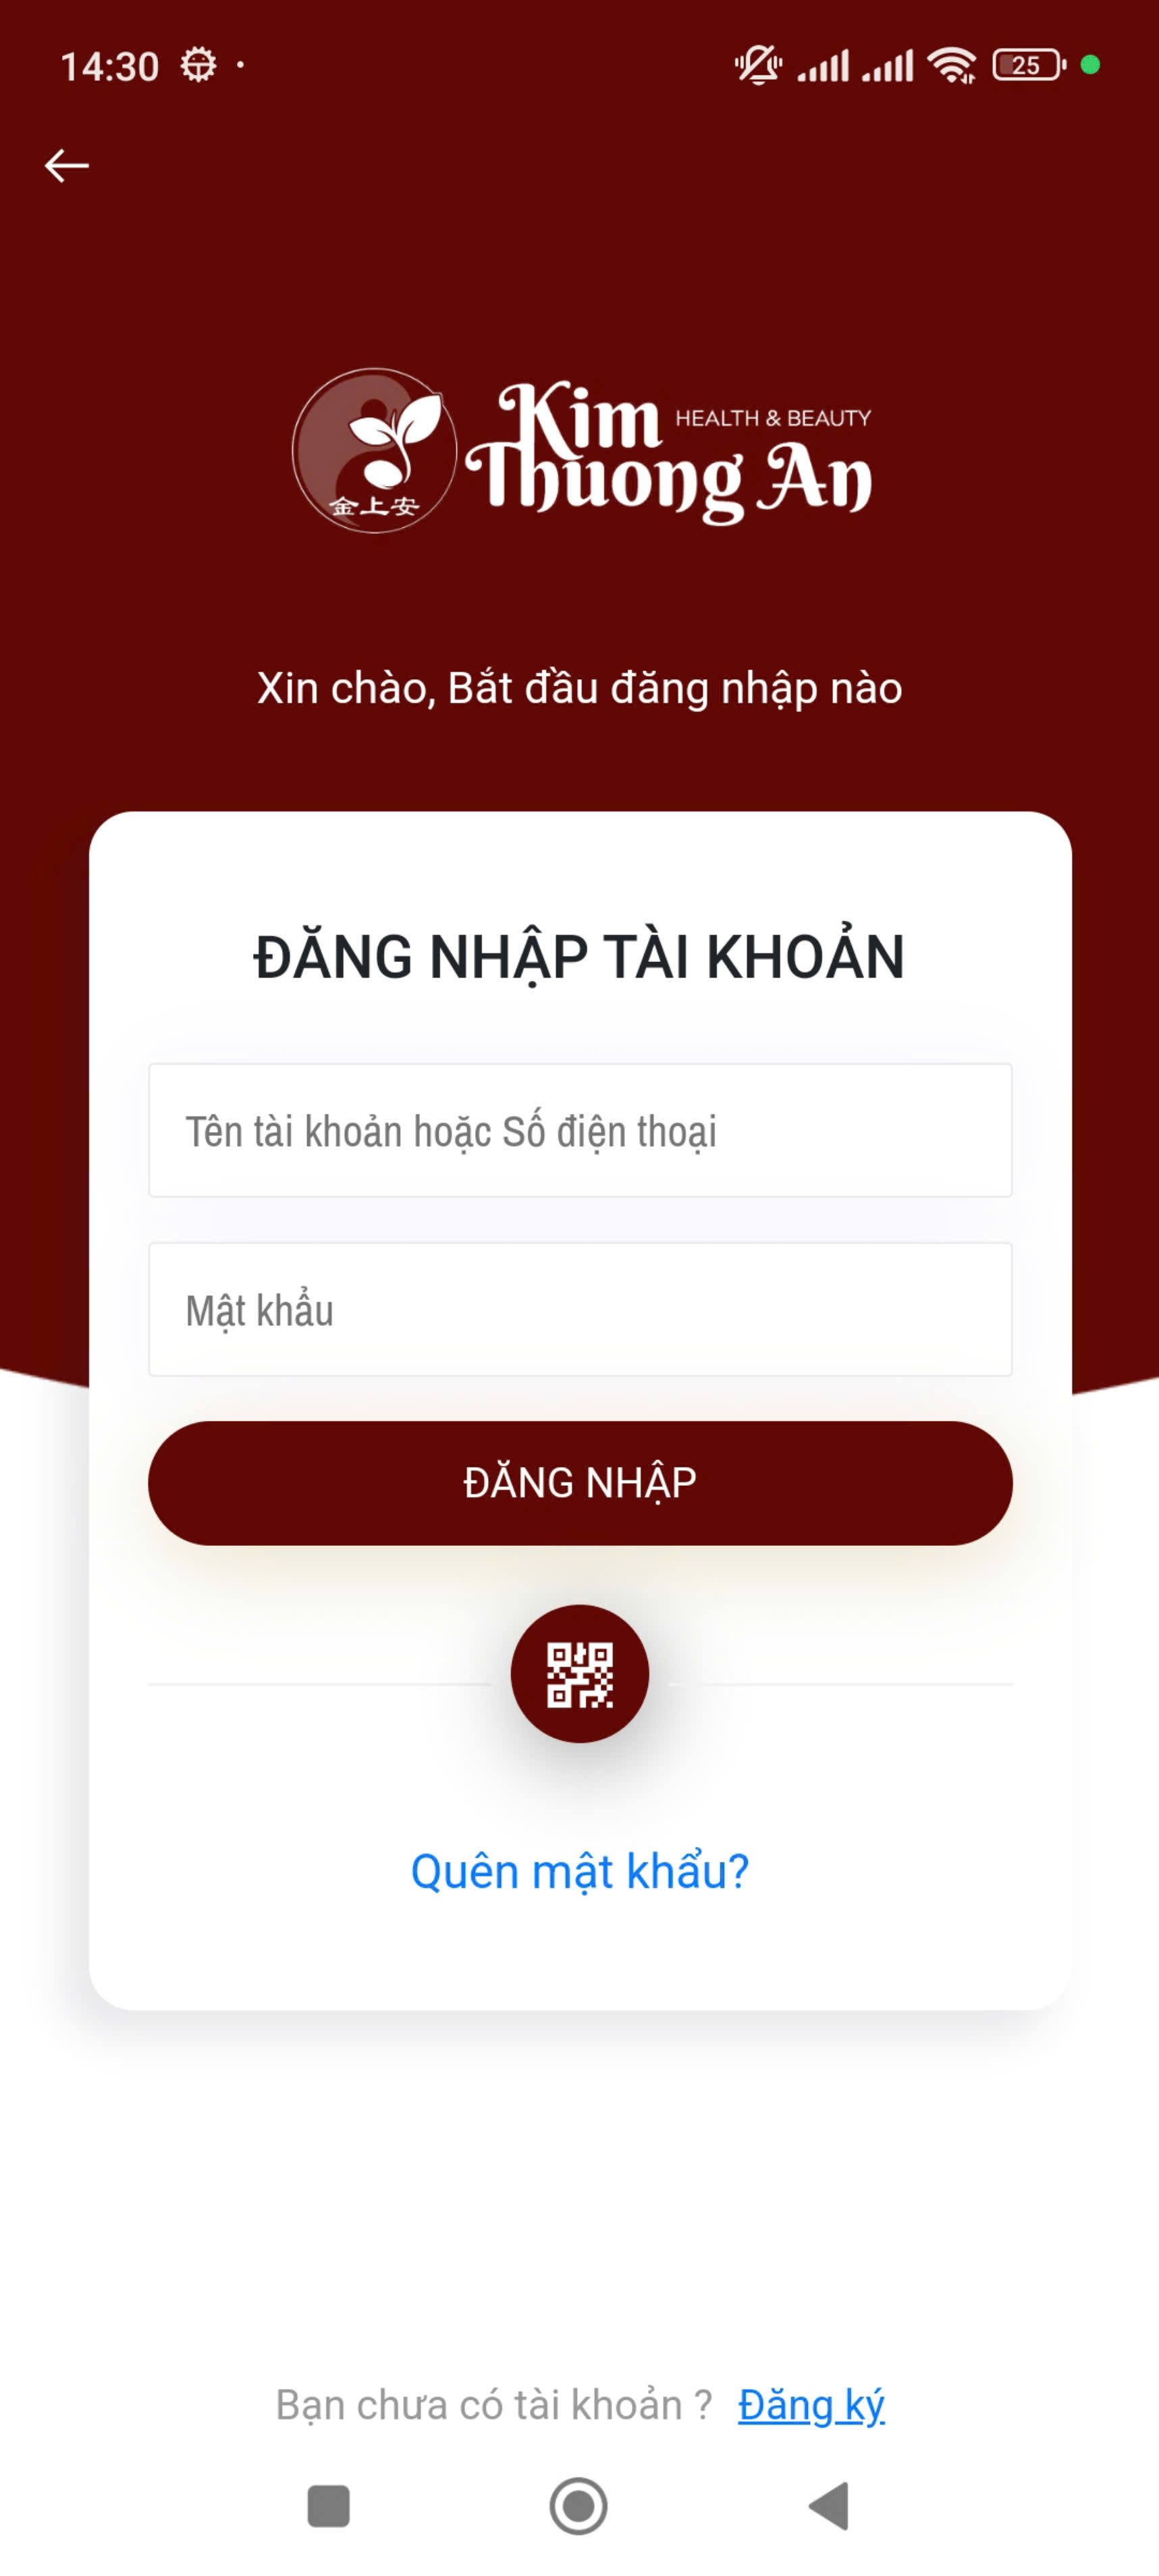 14:30
25
Kim HEALTH & BEAUTY
Thuong An
金上安
Xin chào, Bắt đầu đăng nhập nào
ĐĂNG NHẬP TÀI KHOẢN
Tên tài khoản hoặc Số điện thoại
Mật khẩu
ĐĂNG NHẬP
Quên mật khẩu?
Bạn chưa có tài khoản ? Đăng ký